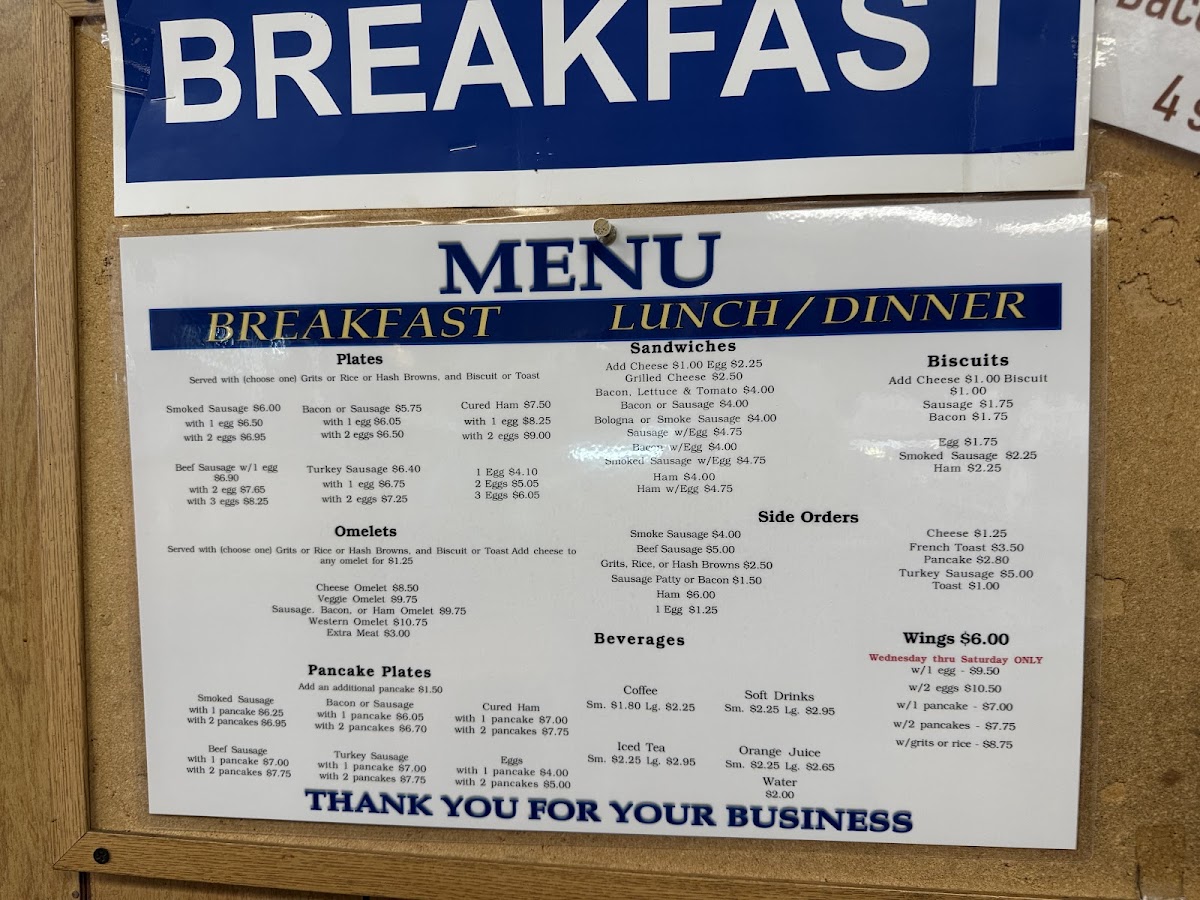 BREAKFAST
4
MENU
BREAKFAST LUNCH / DINNER
Plates
Served with (choose one) Grits or Rice or Hash Browns, and Biscuit or Toast
Smoked Sausage $6.00
with 1 egg $6.50
with 2 eggs $6.95
Bacon or Sausage $5.75
with 1 egg $6.05
with 2 eggs $6.50
Cured Ham $7.50
with 1 egg $8.25
with 2 eggs $9.00
Beef Sausage w/1 egg
$6.90
with 2 egg $7.65
with 3 eggs $8.25
Turkey Sausage $6.40
with 1 egg $6.75
with 2 eggs $7.25
1 Egg $4.10
2 Eggs $5.05
3 Eggs $6.05
Omelets
Served with (choose one) Grits or Rice or Hash Browns, and Biscuit or Toast Add cheese to
any omelet for $1.25
Cheese Omelet $8.50
Veggie Omelet $9.75
Sausage. Bacon, or Ham Omelet $9.75
Western Omelet $10.75
Extra Meat $3.00
Pancake Plates
Add an additional pancake $1.50
Smoked Sausage
with 1 pancake $6.25
with 2 pancakes $6.95
Bacon or Sausage
with 1 pancake $6.05
with 2 pancakes $6.70
Cured Ham
with 1 pancake $7.00
with 2 pancakes $7.75
Beef Sausage
with 1 pancake $7.00
with 2 pancakes $7.75
Turkey Sausage
with 1 pancake $7.00
with 2 pancakes $7.75
Eggs
with 1 pancake $4.00
with 2 pancakes $5.00
Sandwiches
Add Cheese $1.00 Egg $2.25
Grilled Cheese $2.50
Bacon, Lettuce & Tomato $4.00
Bacon or Sausage $4.00
Bologna or Smoke Sausage $4.00
Sausage w/Egg $4.75
Bacon w/Egg $4.00
Smoked Sausage w/Egg $4.75
Ham $4.00
Ham w/Egg $4.75
Biscuits
Add Cheese $1.00 Biscuit
$1.00
Sausage $1.75
Bacon $1.75
Egg $1.75
Smoked Sausage $2.25
Ham $2.25
Side Orders
Smoke Sausage $4.00
Beef Sausage $5.00
Grits, Rice, or Hash Browns $2.50
Sausage Patty or Bacon $1.50
Ham $6.00
1 Egg $1.25
Cheese $1.25
French Toast $3.50
Pancake $2.80
Turkey Sausage $5.00
Toast $1.00
Beverages
Coffee
Sm. $1.80 Lg. $2.25
Soft Drinks
Sm. $2.25 Lg. $2.95
Iced Tea
Sm. $2.25 Lg. $2.95
Orange Juice
Sm. $2.25 Lg. $2.65
Water
$2.00
Wings $6.00
Wednesday thru Saturday ONLY
w/1 egg - $9.50
w/2 eggs $10.50
w/1 pancake - $7.00
w/2 pancakes - $7.75
w/grits or rice - $8.75
THANK YOU FOR YOUR BUSINESS